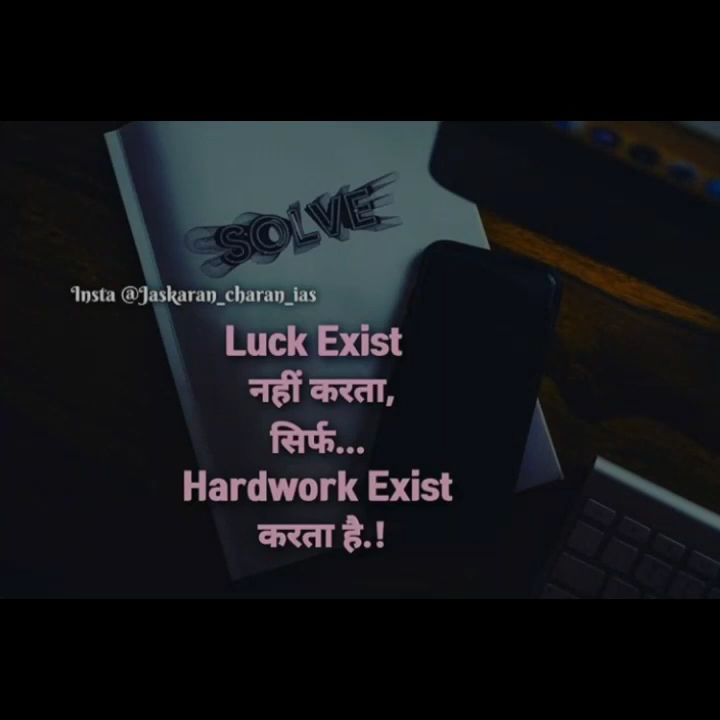 SOLVE
Insta @Jaskaran_charan_ias
Luck Exist
नहीं करता,
सिर्फ...
Hardwork Exist
करता है.!